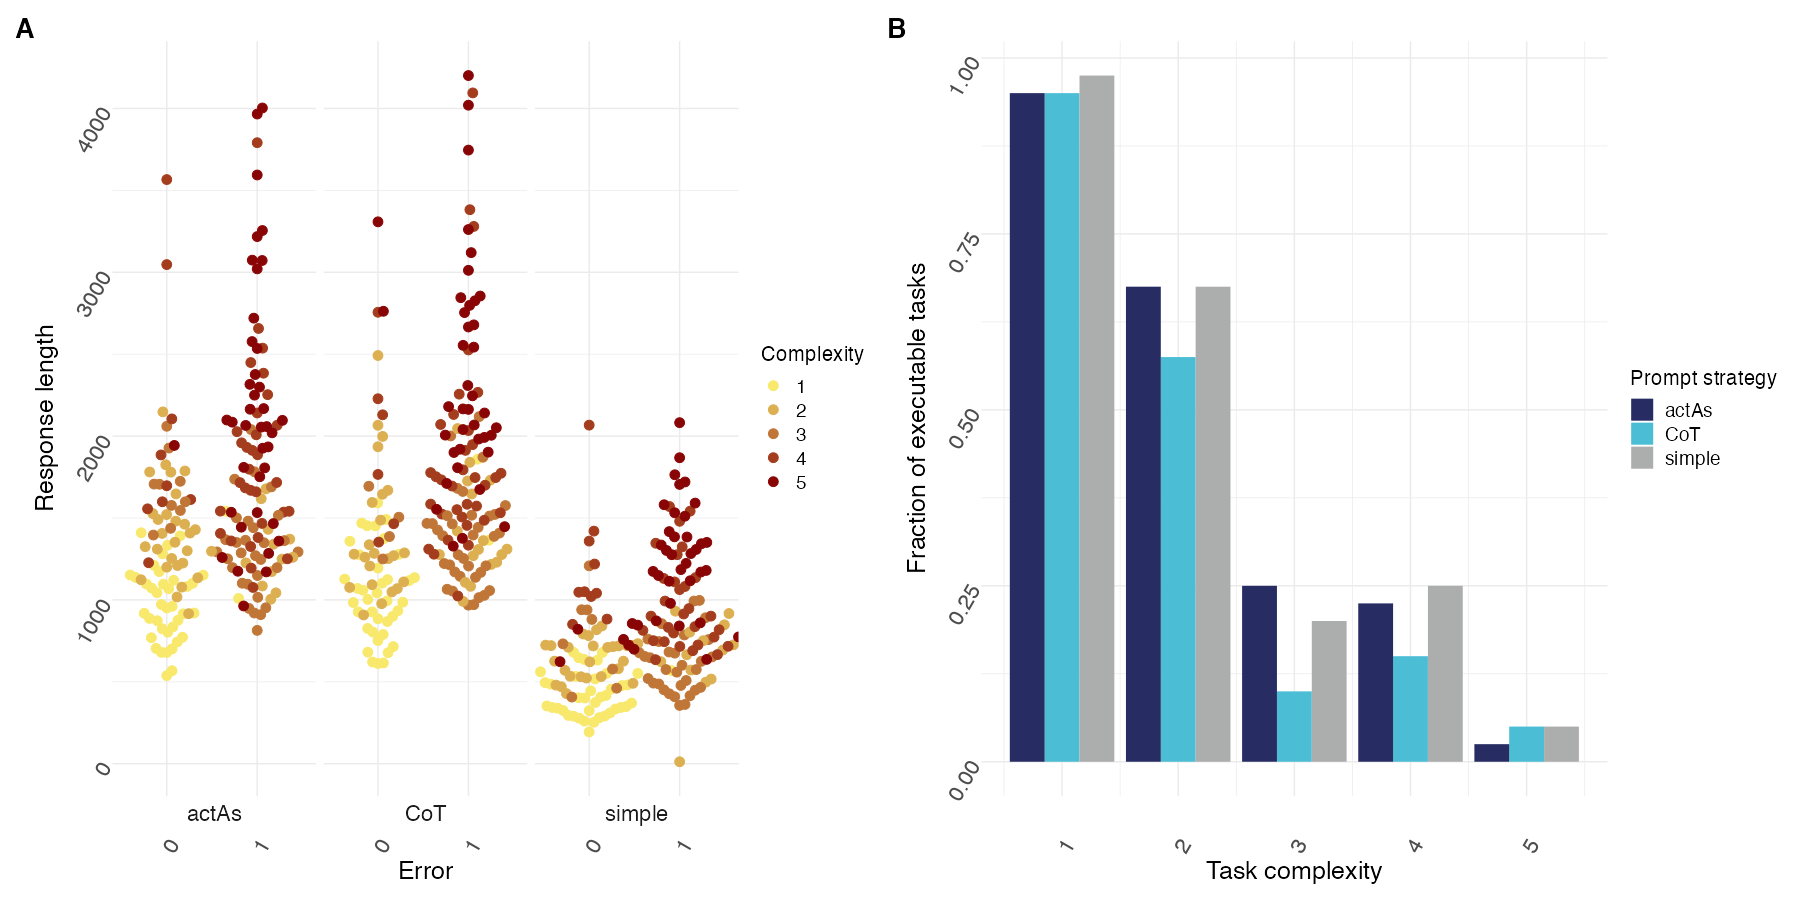 A
Response length
4000
3000
2000
1000
0
actAs
CoT
simple
0
1
0
1
0
1
Error
Complexity
1
2
3
4
5
B
Fraction of executable tasks
1.00
0.75
0.50
0.25
0.00
1
2
3
4
5
Task complexity
Prompt strategy
actAs
CoT
simple